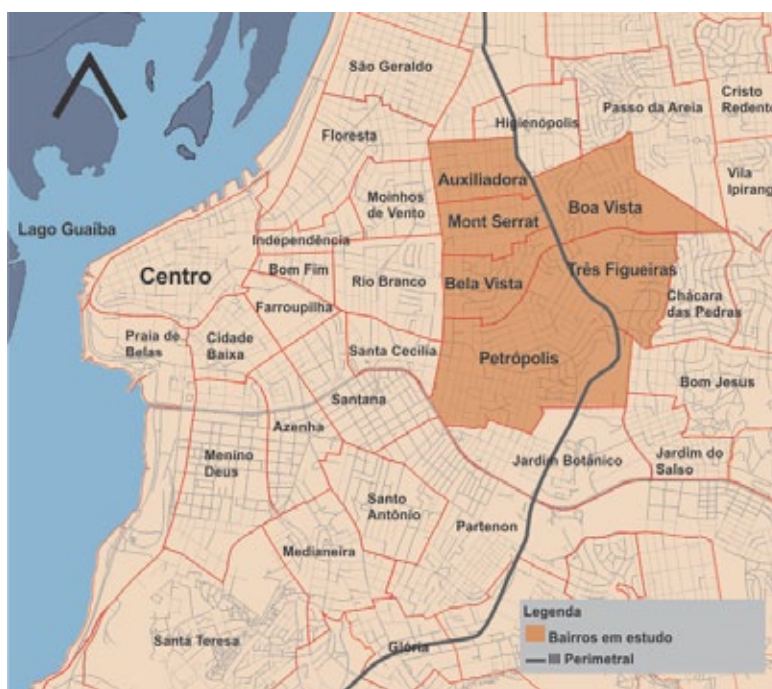 São Geraldo
Cristo
Redento
Passo da Areia
Higienópolis
Floresta
Vila
Ipirang
Auxiliadora
Moinhos
de Vento
Boa Vista
Mont Serrat
Lago Guaíba
Independência
Centro
Bom Fim
Rio Branco
Bela Vista
Três Figueiras
Chácara
das Pedras
Farroupilha
Praia de
Belas
Cidade
Baixa
Santa Cecília
Petrópolis
Bom Jesus
Santana
Azenha
Menino
Deus
Jardim Botânico
Jardim do
Salso
Santo
Antônio
Partenon
Medianeira
Santa Teresa
Glória
Legenda
Bairros em estudo
III Perimetral